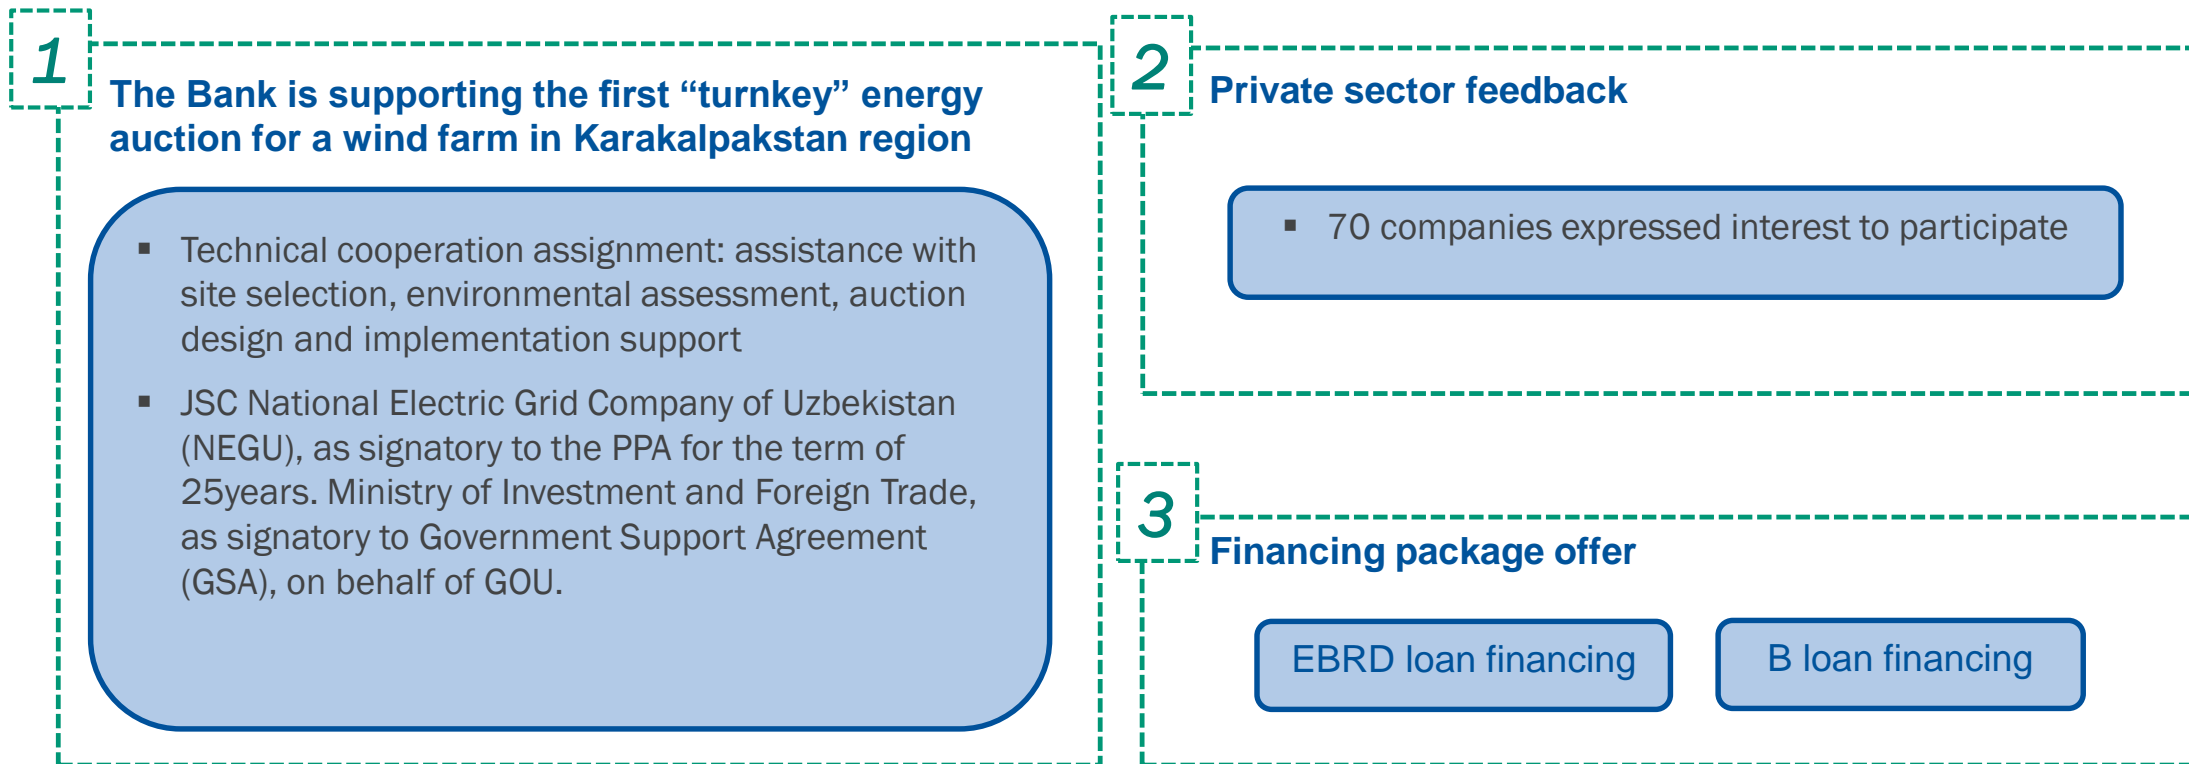 1
The Bank is supporting the first “turnkey” energy
auction for a wind farm in Karakalpakstan region
▪ Technical cooperation assignment: assistance with
site selection, environmental assessment, auction
design and implementation support
▪ JSC National Electric Grid Company of Uzbekistan
(NEGU), as signatory to the PPA for the term of
25years. Ministry of Investment and Foreign Trade,
as signatory to Government Support Agreement
(GSA), on behalf of GOU.
2
Private sector feedback
▪ 70 companies expressed interest to participate
3
Financing package offer
EBRD loan financing
B loan financing